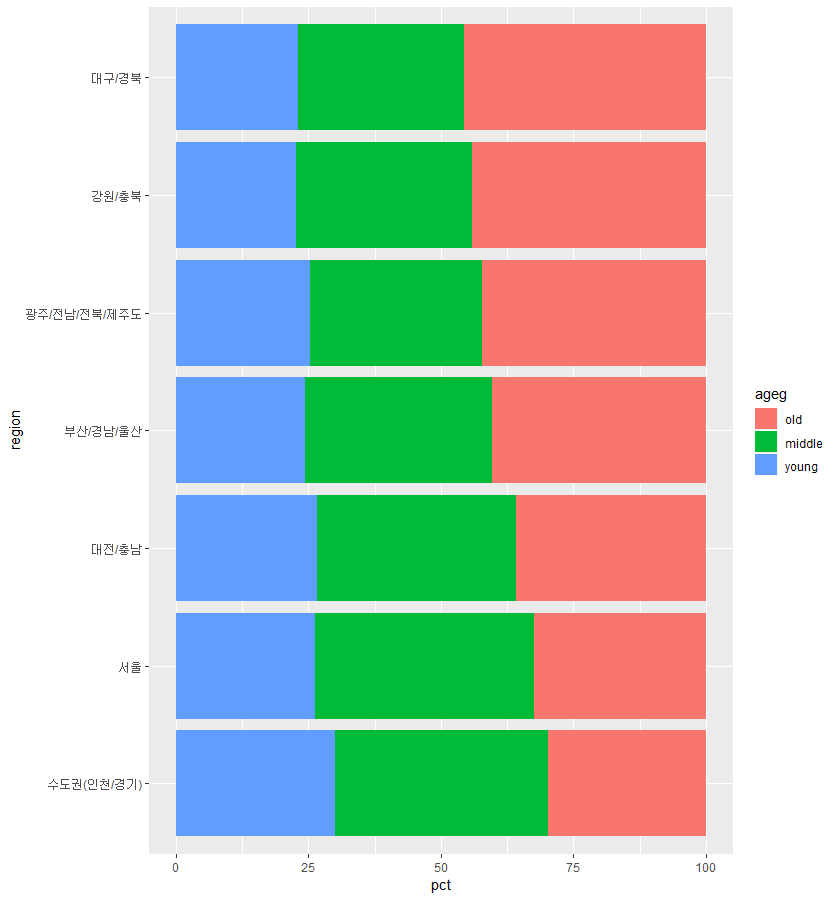 대구/경북
강원/충북
광주/전남/전북/제주도
부산/경남/울산
대전/충남
서울
수도권(인천/경기)
region
0 25 50 75 100
pct
ageg
old
middle
young